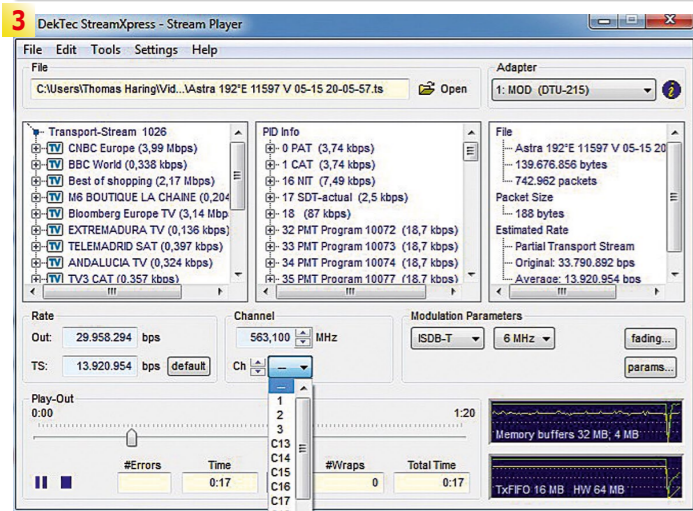 3
DekTec StreamXpress - Stream Player
File Edit Tools Settings Help
File
C:\Users\Thomas Haring\Vid...\Astra 192°E 11597 V 05-15 20-05-57.ts
Open
Adapter
1: MOD (DTU-215)
Transport-Stream 1026
TV CNBC Europe (3,99 Mbps)
TV BBC World (0,338 kbps)
TV Best of shopping (2,17 Mbps)
TV M6 BOUTIQUE LA CHAINE (0,204
TV Bloomberg Europe TV (3,14 Mbp
TV EXTREMADURA TV (0,136 kbps)
TV TELEMADRID SAT (0,397 kbps)
TV ANDALUCIA TV (0,324 kbps)
TV TV3 CAT (0,357 kbps)
PID Info
0 PAT (3,74 kbps)
1 CAT (3,74 kbps)
16 NIT (7,49 kbps)
17 SDT-actual (2,5 kbps)
18 (87 kbps)
32 PMT Program 10072 (18,7 kbps)
33 PMT Program 10073 (18,7 kbps)
34 PMT Program 10074 (18,7 kbps)
35 PMT Program 10077 (18,7 kbps)
File
Astra 192°E 11597 V 05-15 20
139.676.856 bytes
742.962 packets
Packet Size
188 bytes
Estimated Rate
Partial Transport Stream
Original: 33.790.892 bps
Average: 13.920.954 bps
Rate
Out: 29.958.294 bps
TS: 13.920.954 bps default
Channel
563,100 MHz
Ch --
--
1
2
3
C13
C14
C15
C16
C17
Modulation Parameters
ISDB-T 6 MHz fading...
params...
Play-Out
0:00 1:20
#Errors Time #Wraps Total Time
0:17 0 0:17
Memory buffers 32 MB; 4 MB
TxFIFO 16 MB HW 64 MB